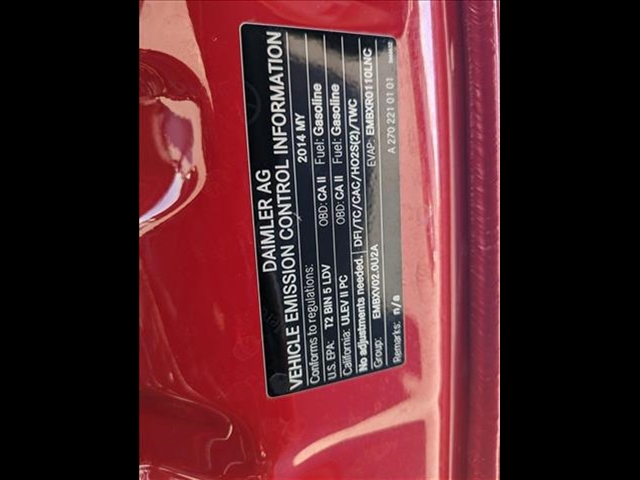 DAIMLER AG
VEHICLE EMISSION CONTROL INFORMATION
2014 MY
Conforms to regulations:
U.S. EPA: T2 BIN 5 LDV OBD: CA II Fuel: Gasoline
California: ULEV II PC OBD: CA II Fuel: Gasoline
No adjustments needed. DFI/TC/CAC/HO2S(2)/TWC
Group: EMBXV02.0U2A EVAP: EMBXR0110LNC
Remarks: n/a A 270 221 01 01